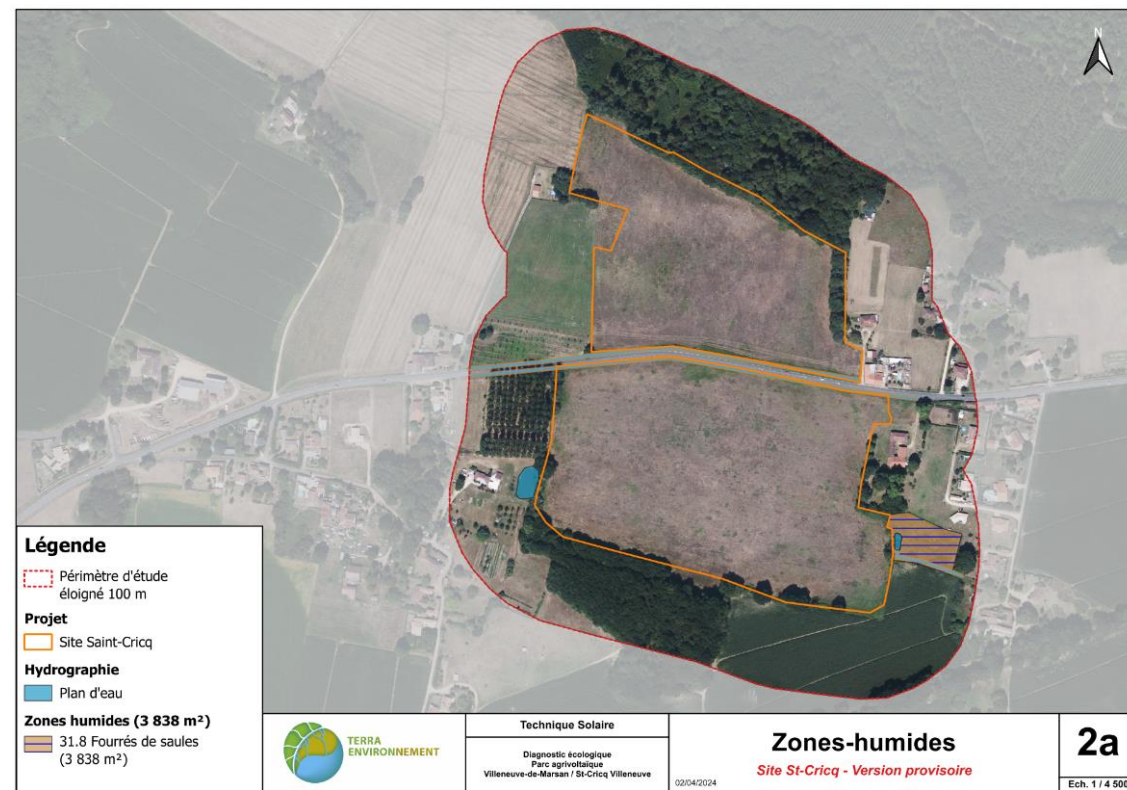 N
Légende
Périmètre d'étude
éloigné 100 m
Projet
Site Saint-Cricq
Hydrographie
Plan d'eau
Zones humides (3 838 m²)
31.8 Fourrés de saules
(3 838 m²)
TERRA
ENVIRONNEMENT
Technique Solaire
Diagnostic écologique
Parc agrivoltaïque
Villeneuve-de-Marsan / St-Cricq Villeneuve
02/04/2024
Zones-humides
Site St-Cricq - Version provisoire
2a
Ech. 1 / 4 500